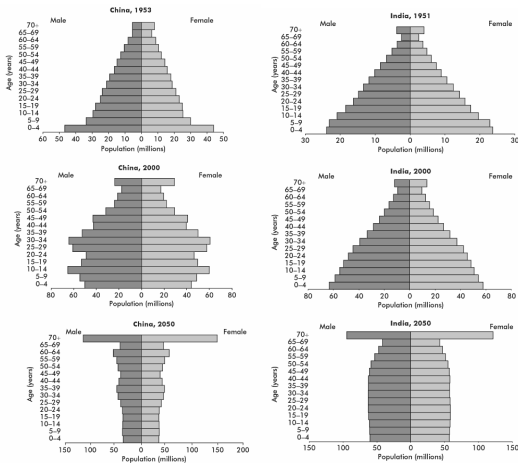 China, 1953
Male
Female
Age (years)
70+
65–69
60–64
55–59
50–54
45–49
40–44
35–39
30–34
25–29
20–24
15–19
10–14
5–9
0–4
60 50 40 30 20 10 0 10 20 30 40 50
Population (millions)
India, 1951
Male
Female
Age (years)
70+
65–69
60–64
55–59
50–54
45–49
40–44
35–39
30–34
25–29
20–24
15–19
10–14
5–9
0–4
30 20 10 0 10 20 30
Population (millions)
China, 2000
Male
Female
Age (years)
70+
65–69
60–64
55–59
50–54
45–49
40–44
35–39
30–34
25–29
20–24
15–19
10–14
5–9
0–4
80 60 40 20 0 20 40 60 80
Population (millions)
India, 2000
Male
Female
Age (years)
70+
65–69
60–64
55–59
50–54
45–49
40–44
35–39
30–34
25–29
20–24
15–19
10–14
5–9
0–4
80 60 40 20 0 20 40 60 80
Population (millions)
China, 2050
Male
Female
Age (years)
70+
65–69
60–64
55–59
50–54
45–49
40–44
35–39
30–34
25–29
20–24
15–19
10–14
5–9
0–4
150 100 50 0 50 100 150 200
Population (millions)
India, 2050
Male
Female
Age (years)
70+
65–69
60–64
55–59
50–54
45–49
40–44
35–39
30–34
25–29
20–24
15–19
10–14
5–9
0–4
150 100 50 0 50 100 150
Population (millions)